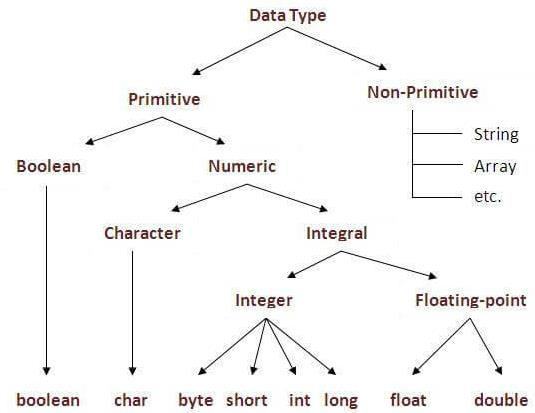 Data Type
Primitive
Non-Primitive
String
Array
etc.
Boolean
Numeric
Character
Integral
Integer
Floating-point
boolean char byte short int long float double